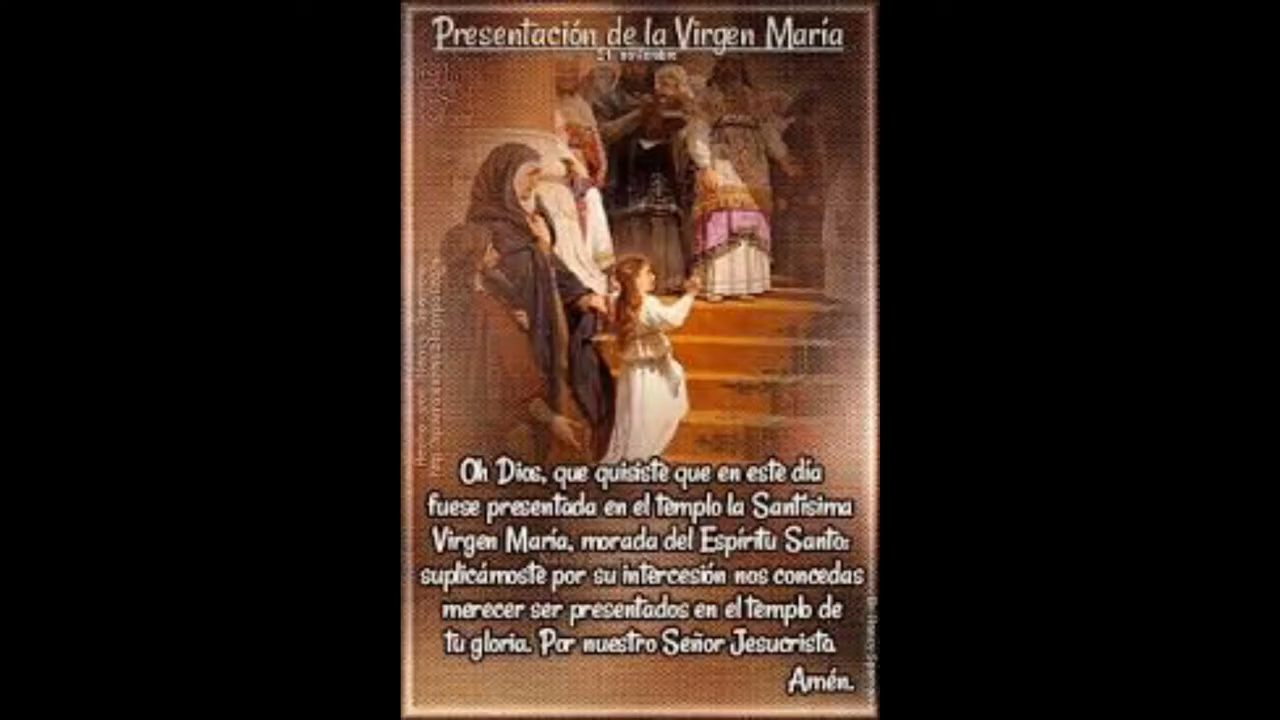 Presentación de la Virgen María
21 noviembre
Oh Dios, que quisiste que en este día
fuese presentada en el templo la Santísima
Virgen María, morada del Espíritu Santo:
suplicámoste por su intercesión nos concedas
merecer ser presentados en el templo de
tu gloria. Por nuestro Señor Jesucristo.
Amén.